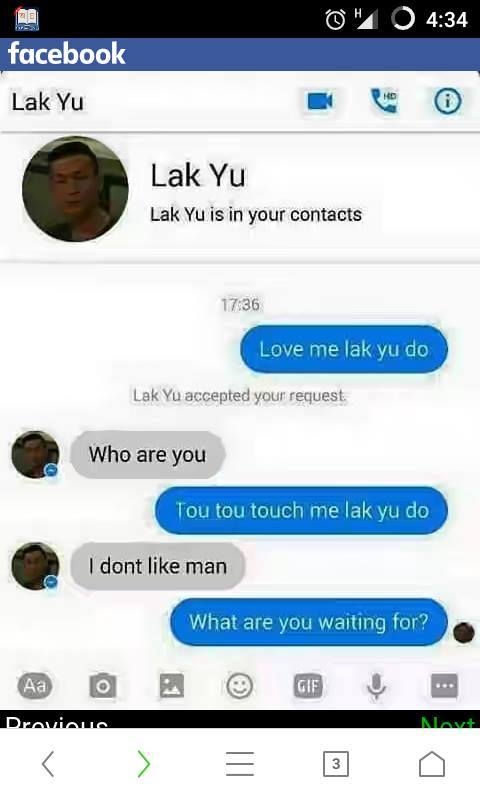 H
4:34
facebook
Lak Yu
HD
Lak Yu
Lak Yu is in your contacts
17:36
Love me lak yu do
Lak Yu accepted your request.
Who are you
Tou tou touch me lak yu do
I dont like man
What are you waiting for?
Aa
GIF
Previous
Next
3